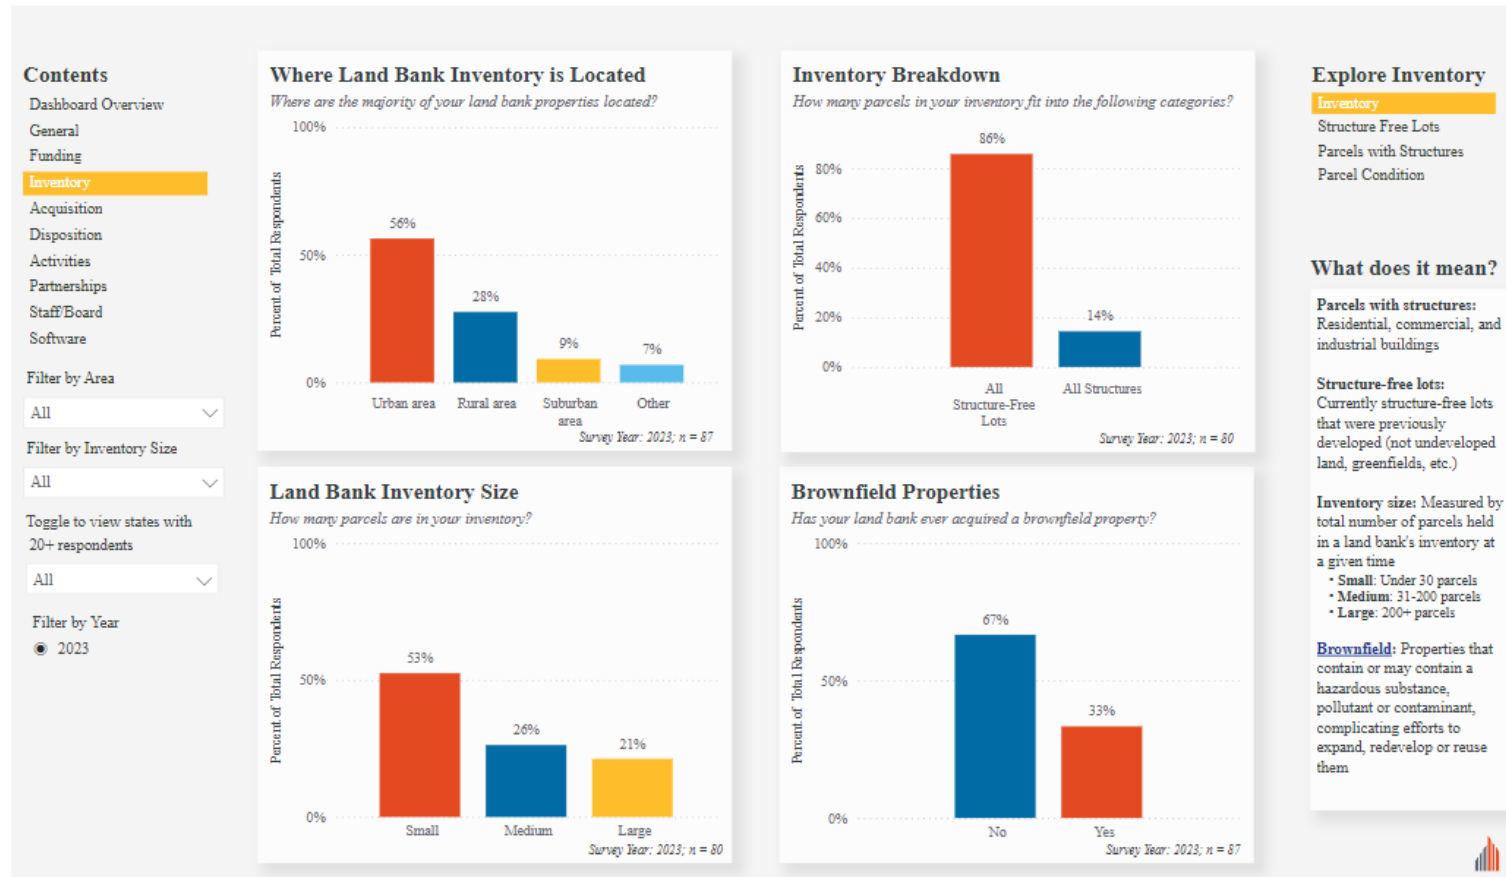 Contents
Dashboard Overview
General
Funding
Inventory
Acquisition
Disposition
Activities
Partnerships
Staff/Board
Software
Filter by Area
All
Filter by Inventory Size
All
Toggle to view states with
20+ respondents
All
Filter by Year
2023
Where Land Bank Inventory is Located
Where are the majority of your land bank properties located?
Percent of Total Respondents
100%
50%
0%
56%
28%
9%
7%
Urban area
Rural area
Suburban
area
Other
Survey Year: 2023; n = 87
Inventory Breakdown
How many parcels in your inventory fit into the following categories?
Percent of Total Respondents
80%
60%
40%
20%
0%
86%
14%
All
Structure-Free
Lots
All Structures
Survey Year: 2023; n = 80
Land Bank Inventory Size
How many parcels are in your inventory?
Percent of Total Respondents
100%
50%
0%
53%
26%
21%
Small
Medium
Large
Survey Year: 2023; n = 80
Brownfield Properties
Has your land bank ever acquired a brownfield property?
Percent of Total Respondents
100%
50%
0%
67%
33%
No
Yes
Survey Year: 2023; n = 87
Explore Inventory
Inventory
Structure Free Lots
Parcels with Structures
Parcel Condition
What does it mean?
Parcels with structures:
Residential, commercial, and
industrial buildings
Structure-free lots:
Currently structure-free lots
that were previously
developed (not undeveloped
land, greenfields, etc.)
Inventory size: Measured by
total number of parcels held
in a land bank's inventory at
a given time
• Small: Under 30 parcels
• Medium: 31-200 parcels
• Large: 200+ parcels
Brownfield: Properties that
contain or may contain a
hazardous substance,
pollutant or contaminant,
complicating efforts to
expand, redevelop or reuse
them